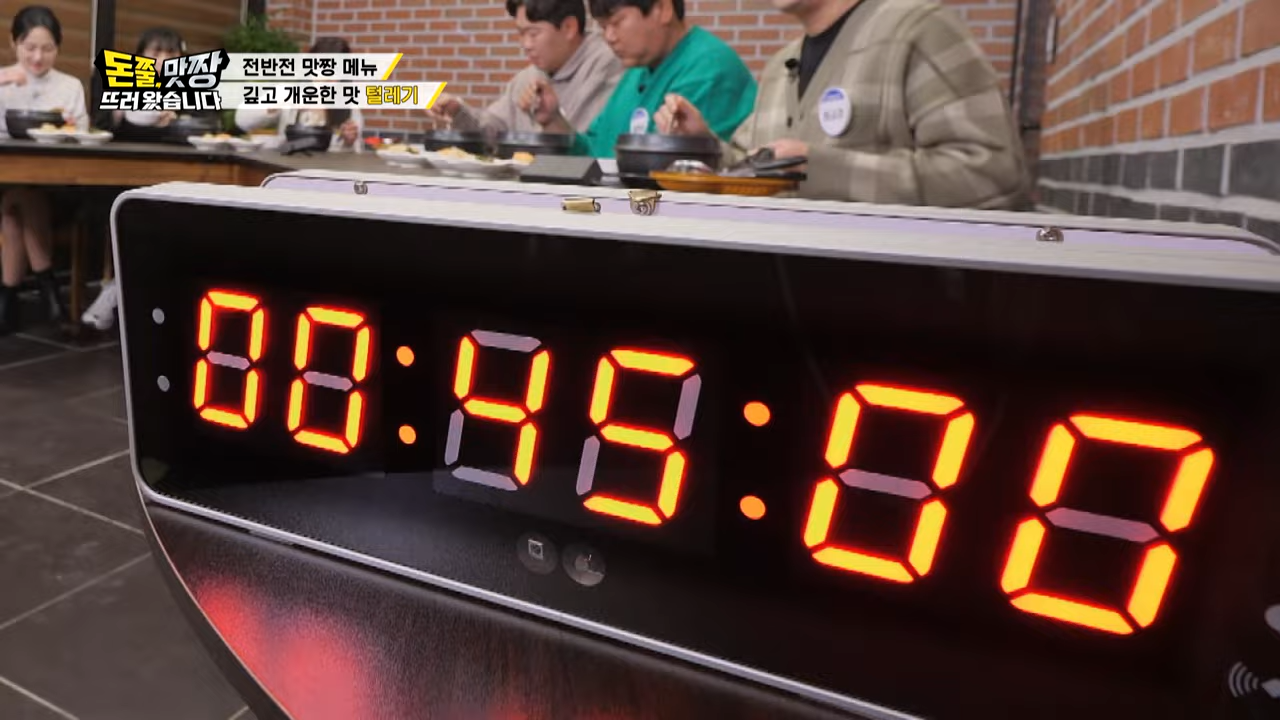 돈쭐,맛짱
뜨러 왔습니다
전반전 맛짱 메뉴
깊고 개운한 맛 털레기
00:45:00